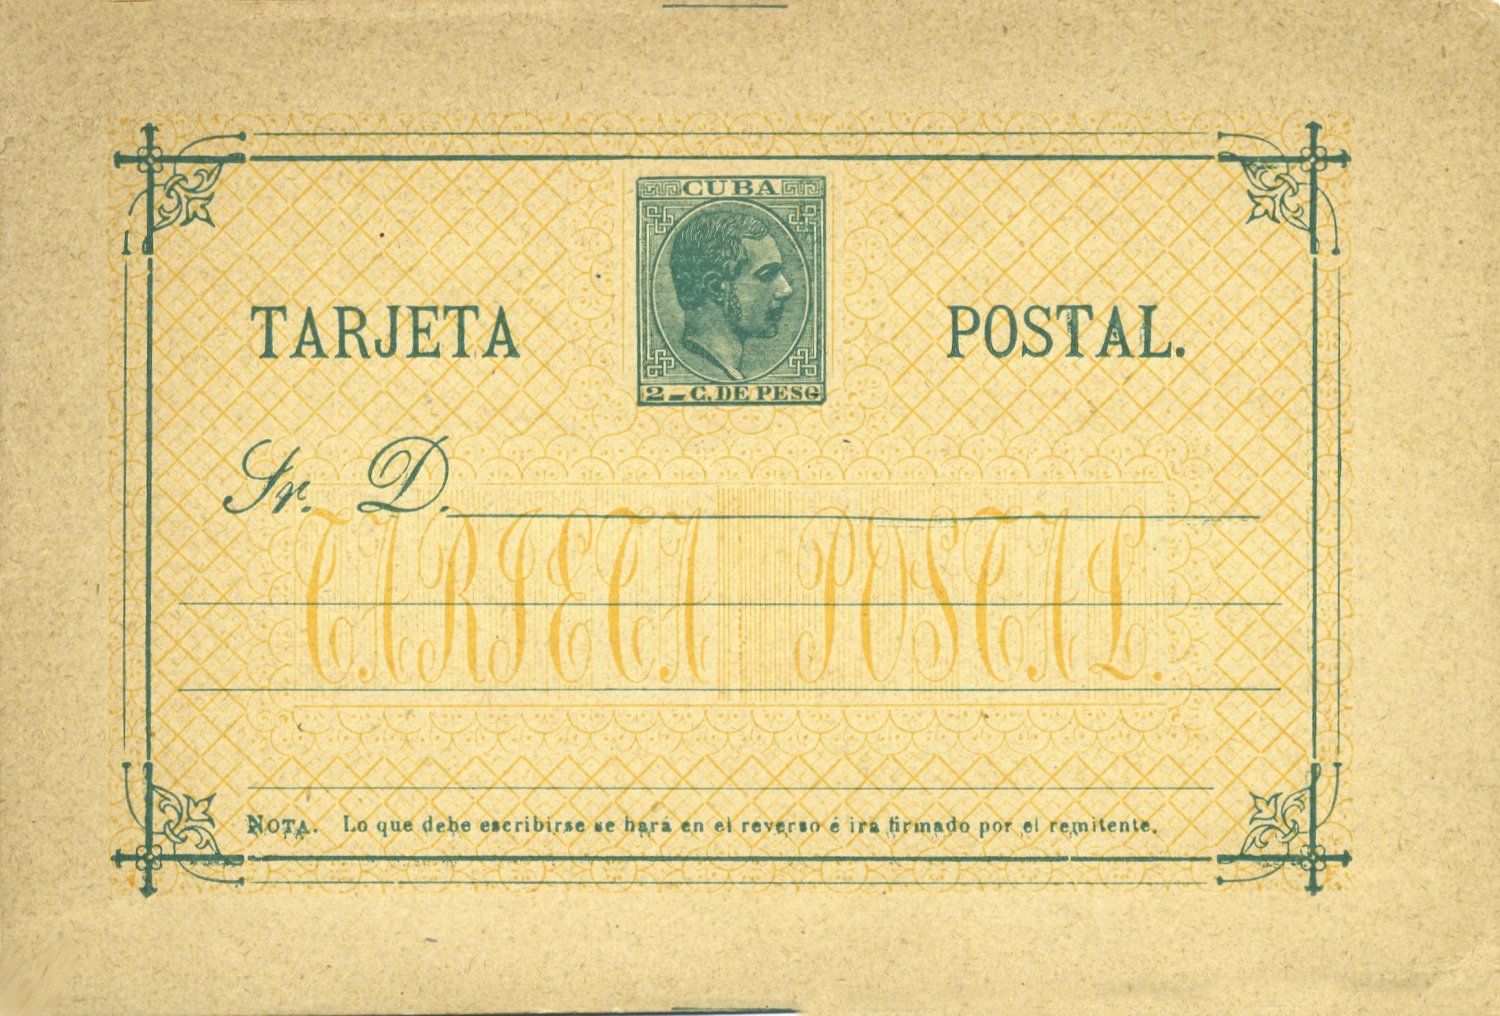 CUBA
TARJETA POSTAL.
2-C. DE PESO
Sr. D.
TARJETA POSTAL.
NOTA. Lo que debe escribirse se hará en el reverso é ira firmado por el remitente.